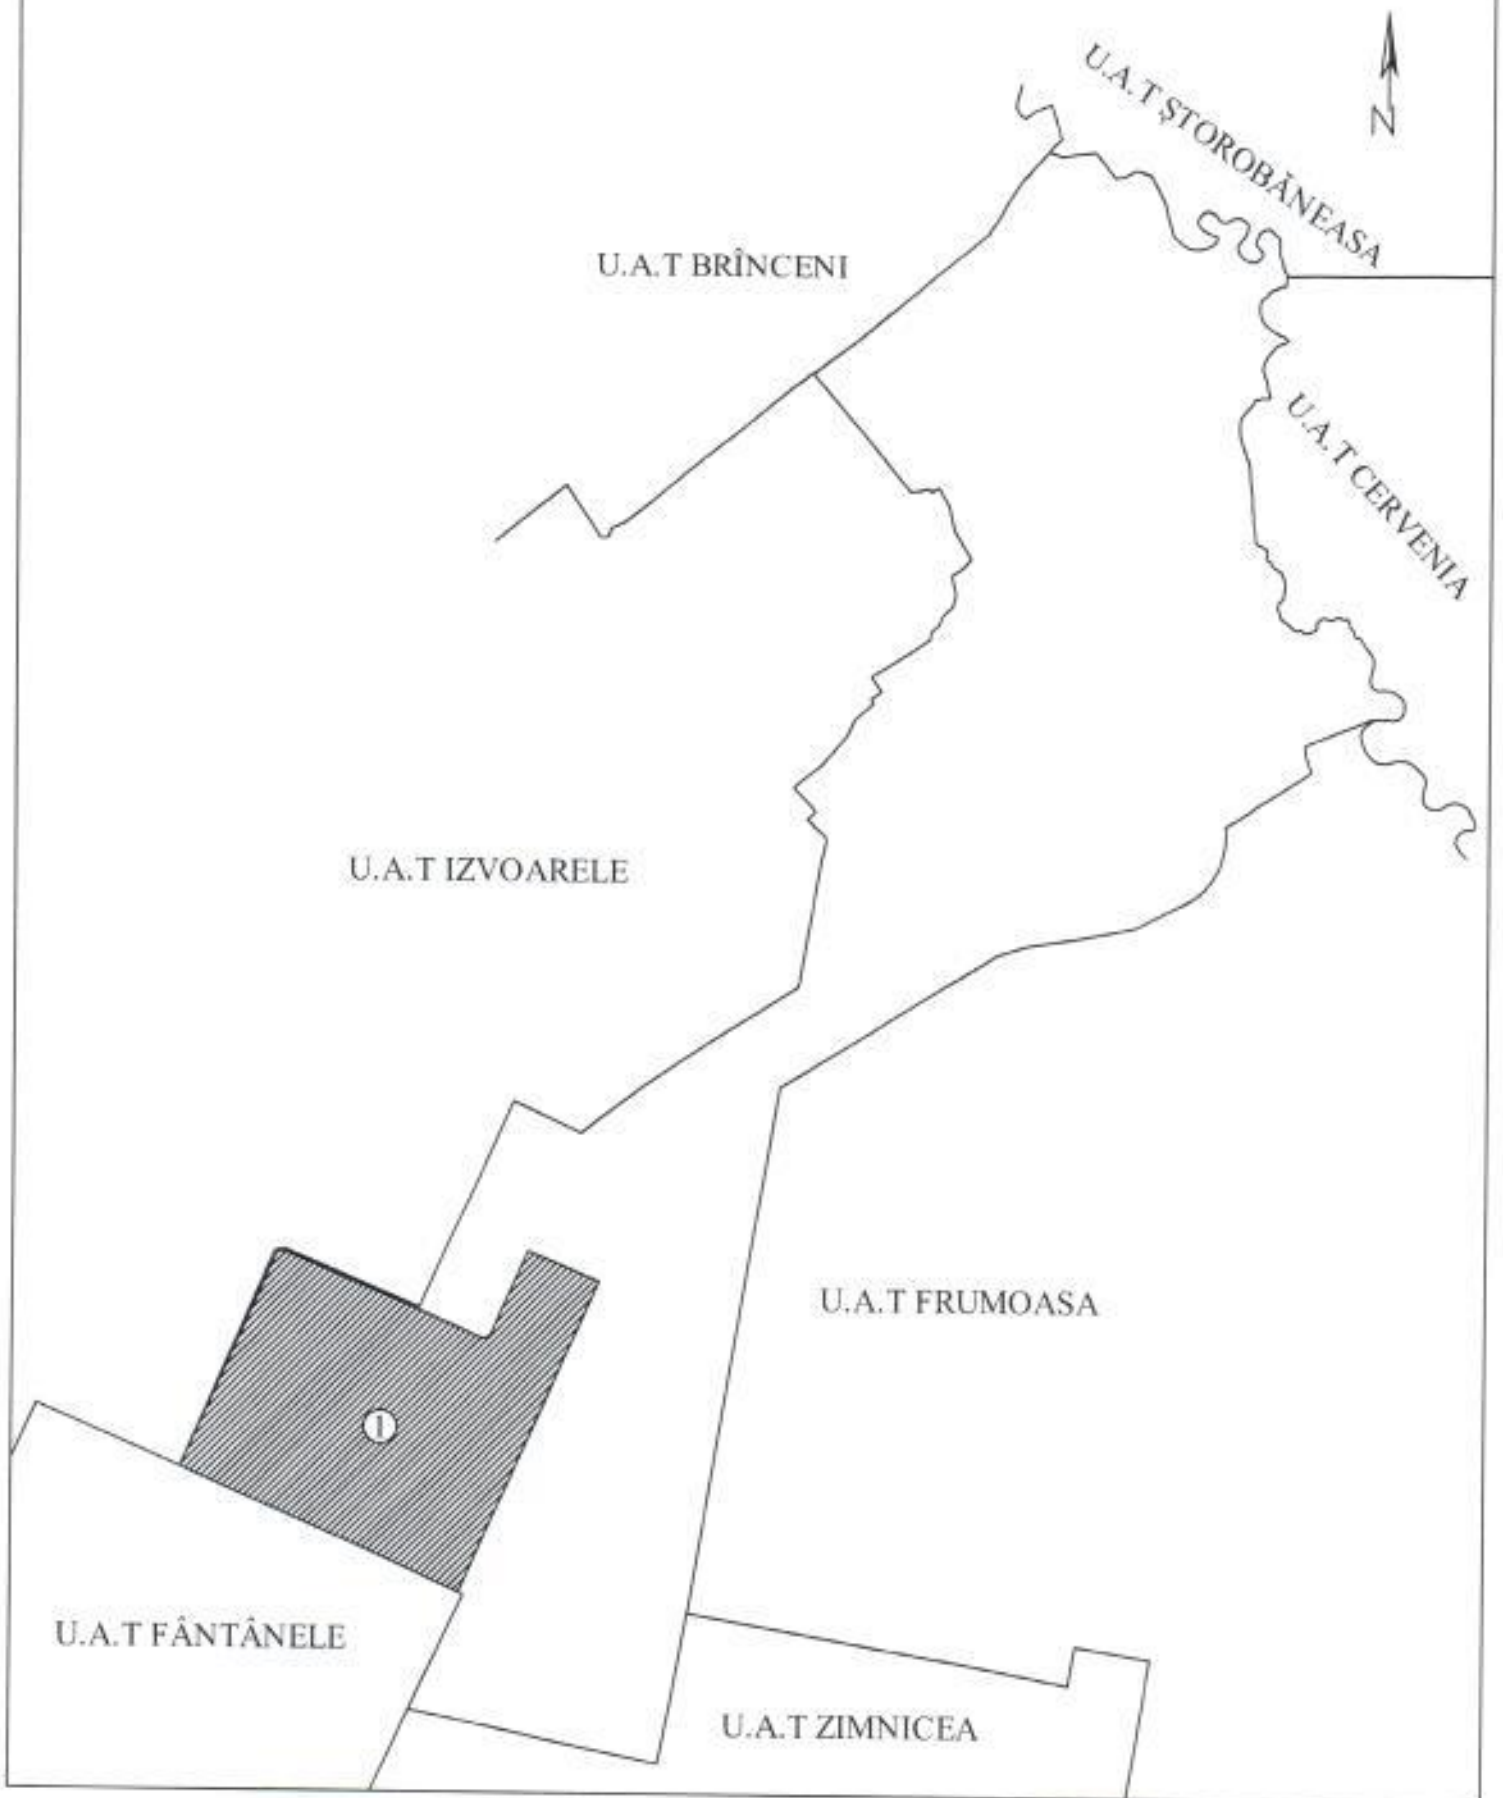 U.A.T ŞTOROBĂNEASA
N
U.A.T BRÎNCENI
U.A.T CERVENIA
U.A.T IZVOARELE
U.A.T FRUMOASA
1
U.A.T FÂNTÂNELE
U.A.T ZIMNICEA